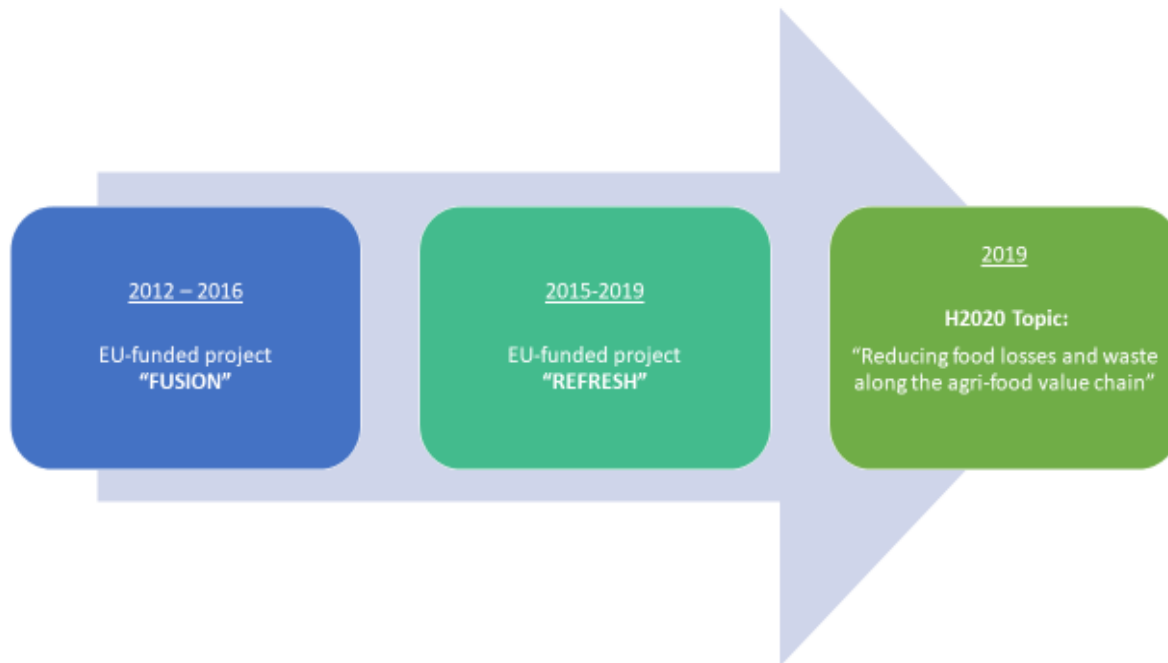 2012 – 2016
EU-funded project
“FUSION”
2015-2019
EU-funded project
“REFRESH”
2019
H2020 Topic:
“Reducing food losses and waste
along the agri-food value chain”